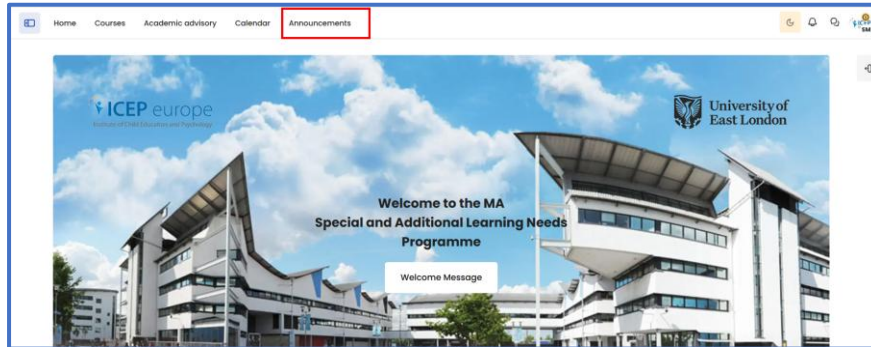 Home Courses Academic advisory Calendar Announcements
ICEP europe
University of
East London
Welcome to the MA
Special and Additional Learning Needs
Programme
Welcome Message